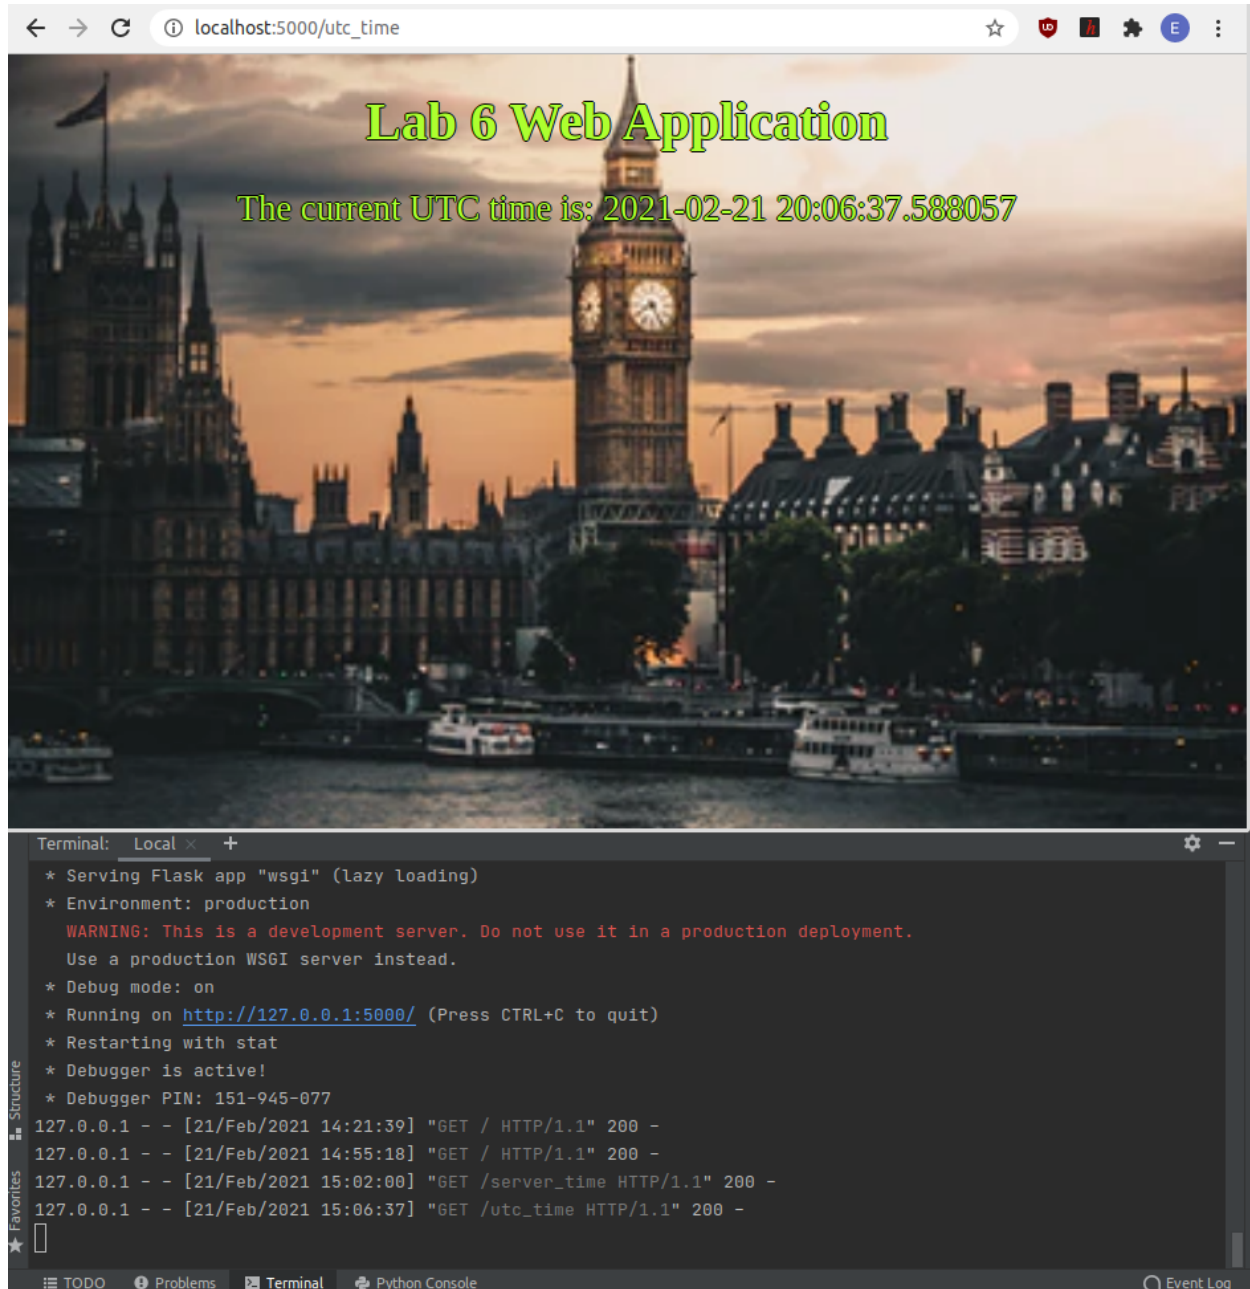 localhost:5000/utc_time
E
Lab 6 Web Application
The current UTC time is: 2021-02-21 20:06:37.588057
Terminal: Local × +
* Serving Flask app "wsgi" (lazy loading)
* Environment: production
WARNING: This is a development server. Do not use it in a production deployment.
Use a production WSGI server instead.
* Debug mode: on
* Running on http://127.0.0.1:5000/ (Press CTRL+C to quit)
* Restarting with stat
* Debugger is active!
* Debugger PIN: 151-945-077
127.0.0.1 - - [21/Feb/2021 14:21:39] "GET / HTTP/1.1" 200 -
127.0.0.1 - - [21/Feb/2021 14:55:18] "GET / HTTP/1.1" 200 -
127.0.0.1 - - [21/Feb/2021 15:02:00] "GET /server_time HTTP/1.1" 200 -
127.0.0.1 - - [21/Feb/2021 15:06:37] "GET /utc_time HTTP/1.1" 200 -
Structure
Favorites
TODO Problems Terminal Python Console Event Log